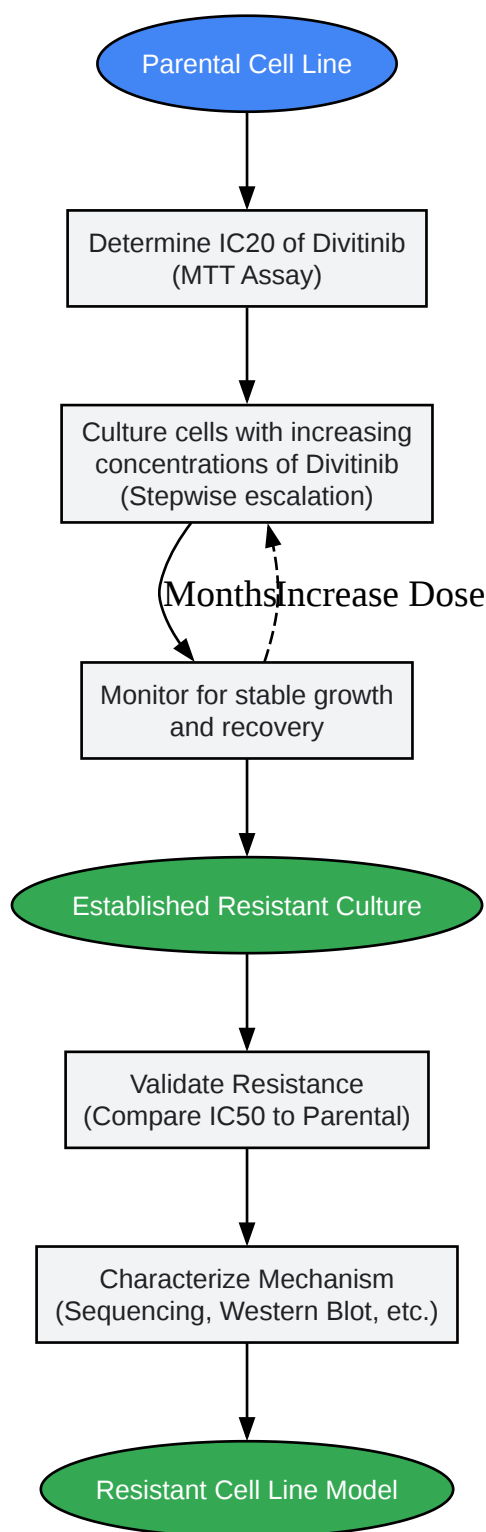 Parental Cell Line
Determine IC20 of Divitinib
(MTT Assay)
Culture cells with increasing
concentrations of Divitinib
(Stepwise escalation)
Months
Increase Dose
Monitor for stable growth
and recovery
Established Resistant Culture
Validate Resistance
(Compare IC50 to Parental)
Characterize Mechanism
(Sequencing, Western Blot, etc.)
Resistant Cell Line Model